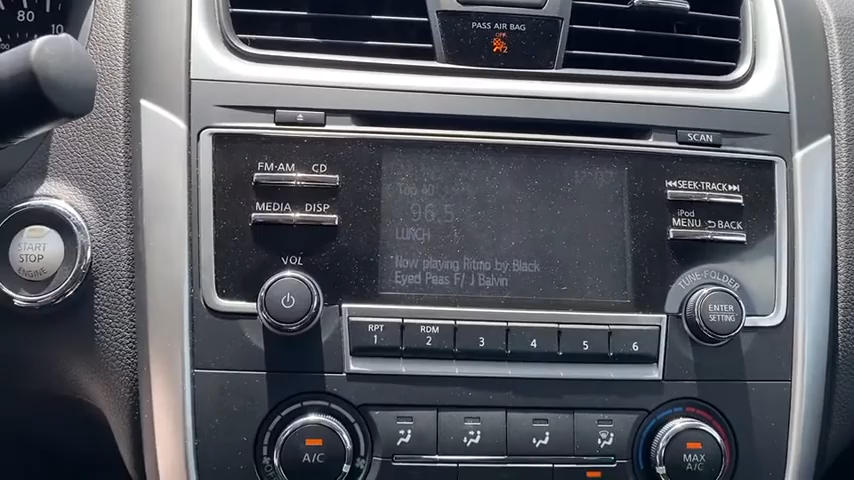 80
100
PASS AIR BAG
OFF
2
SCAN
FM·AM CD
MEDIA DISP
SEEK·TRACK
iPod
MENU BACK
Top 40
96.5
LUNCH
Now playing Ritmo by Black
Eyed Peas F/ J Balvin
START
STOP
ENGINE
VOL
TUNE·FOLDER
ENTER
SETTING
RPT
1
RDM
2
3
4
5
6
A/C
MAX
A/C